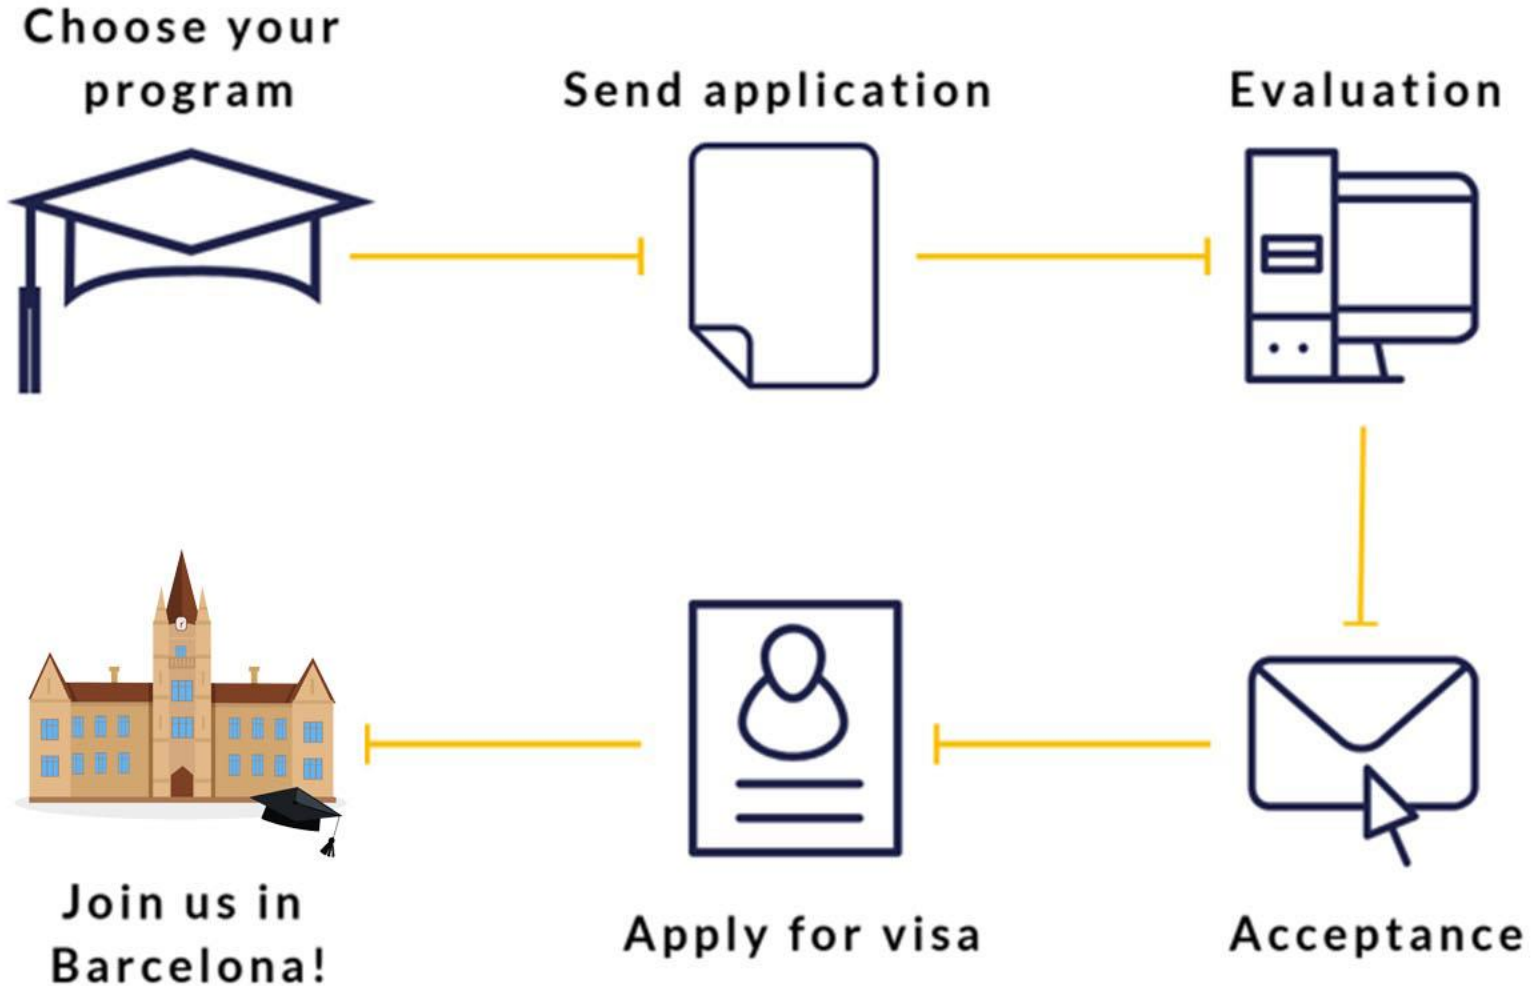 Choose your
program
Send application
Evaluation
Join us in
Barcelona!
Apply for visa
Acceptance